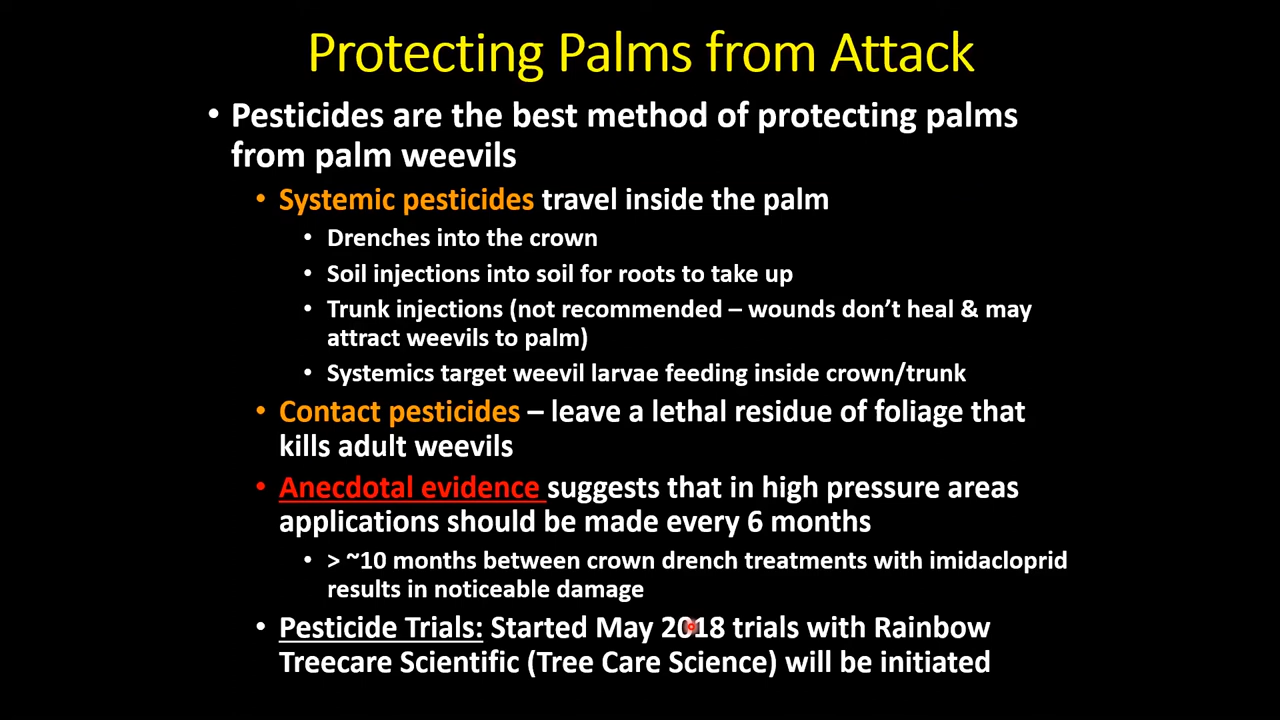 Protecting Palms from Attack
• Pesticides are the best method of protecting palms
from palm weevils
• Systemic pesticides travel inside the palm
• Drenches into the crown
• Soil injections into soil for roots to take up
• Trunk injections (not recommended – wounds don’t heal & may
attract weevils to palm)
• Systemics target weevil larvae feeding inside crown/trunk
• Contact pesticides – leave a lethal residue of foliage that
kills adult weevils
• Anecdotal evidence suggests that in high pressure areas
applications should be made every 6 months
• > ~10 months between crown drench treatments with imidacloprid
results in noticeable damage
• Pesticide Trials: Started May 2018 trials with Rainbow
Treecare Scientific (Tree Care Science) will be initiated